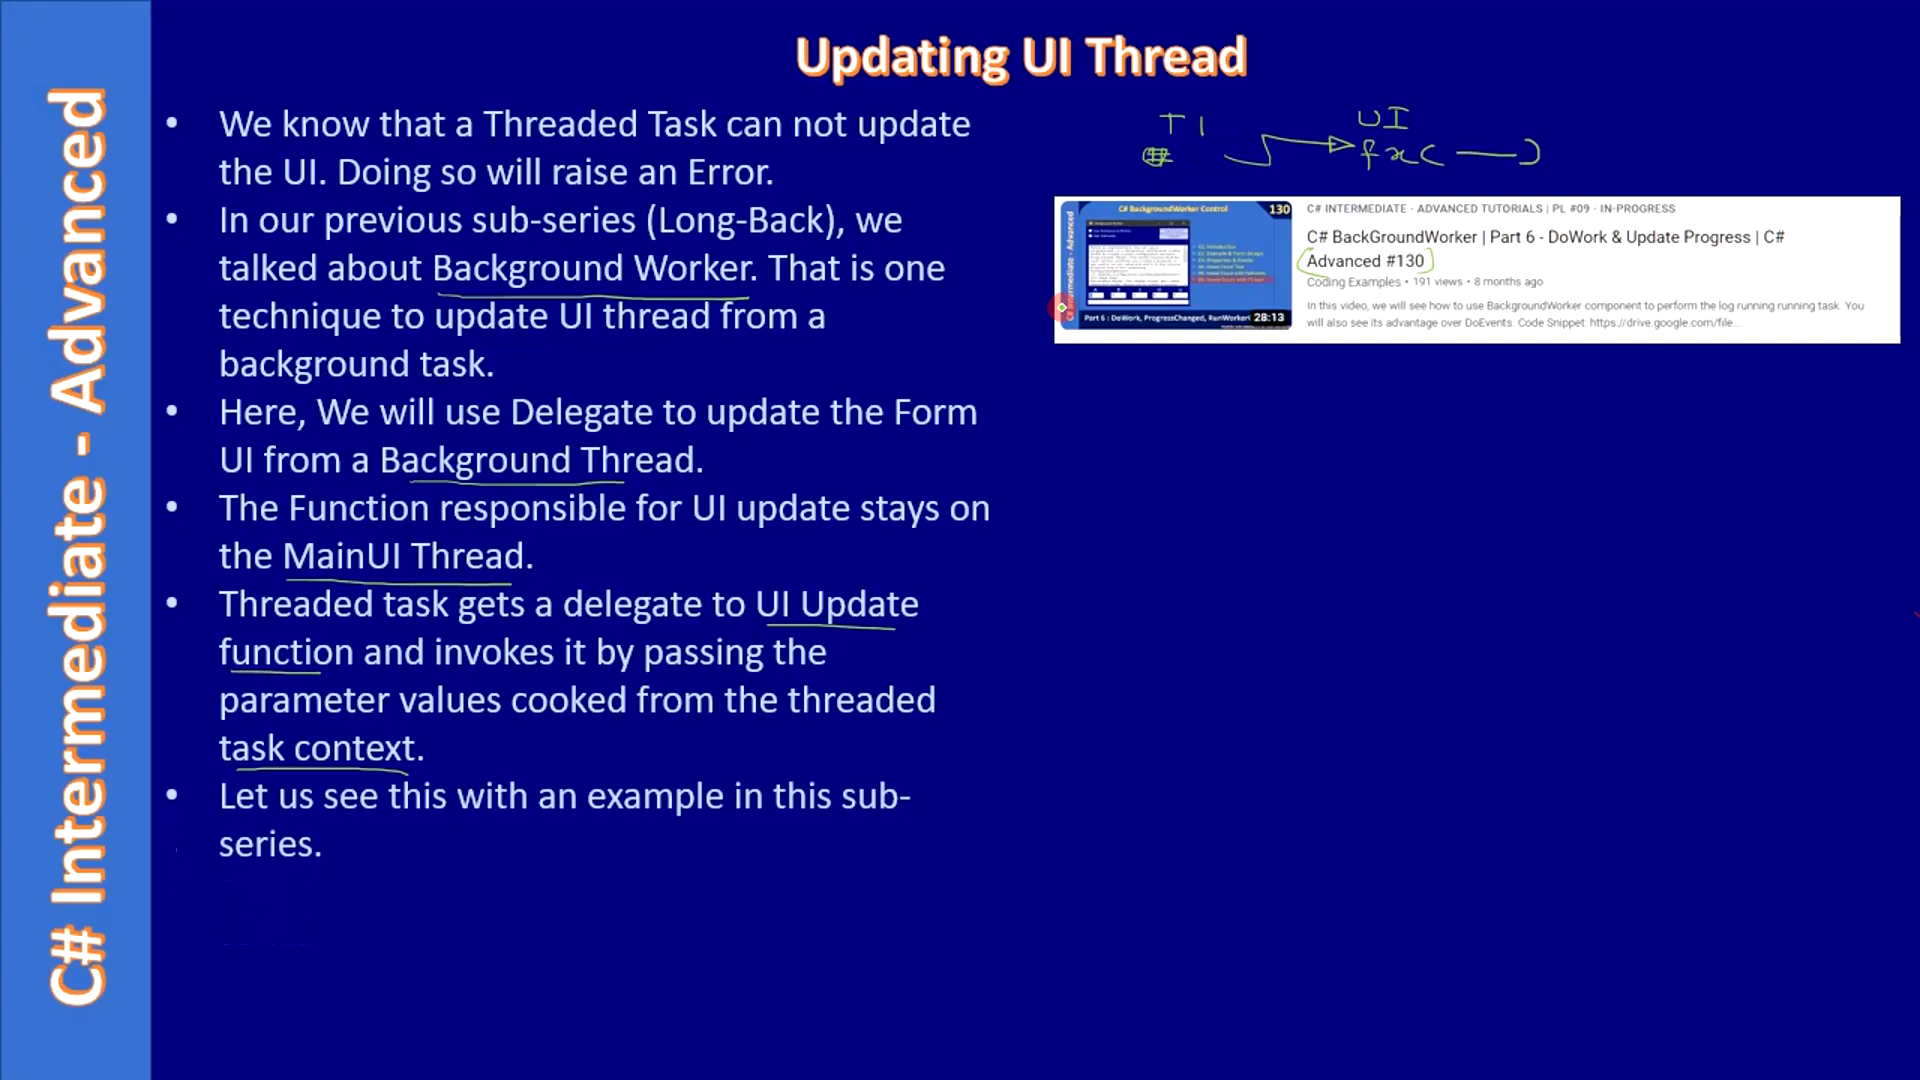 C# Intermediate - Advanced
Updating UI Thread
• We know that a Threaded Task can not update
the UI. Doing so will raise an Error.
• In our previous sub-series (Long-Back), we
talked about Background Worker. That is one
technique to update UI thread from a
background task.
• Here, We will use Delegate to update the Form
UI from a Background Thread.
• The Function responsible for UI update stays on
the MainUI Thread.
• Threaded task gets a delegate to UI Update
function and invokes it by passing the
parameter values cooked from the threaded
task context.
• Let us see this with an example in this sub-
series.
T1
UI
fx( )
C# BackgroundWorker Control
130
C# Intermediate - Advanced
Part 6 : DoWork, ProgressChanged, RunWorker
28:13
C# INTERMEDIATE - ADVANCED TUTORIALS | PL #09 - IN-PROGRESS
C# BackGroundWorker | Part 6 - DoWork & Update Progress | C#
Advanced #130
Coding Examples • 191 views • 8 months ago
In this video, we will see how to use BackgroundWorker component to perform the log running running task. You
will also see its advantage over DoEvents. Code Snippet: https://drive.google.com/file...